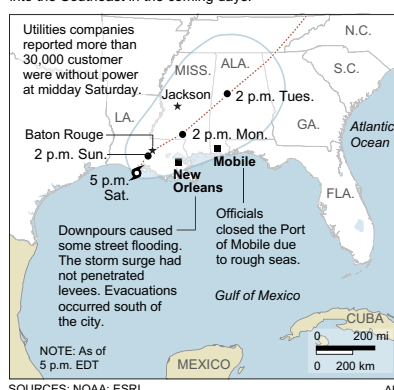 into the Southeast in the coming days.
Utilities companies
reported more than
30,000 customer
were without power
at midday Saturday.
N.C.
ALA.
MISS.
S.C.
Jackson
2 p.m. Tues.
LA.
GA.
Atlantic
Ocean
Baton Rouge
2 p.m. Mon.
2 p.m. Sun.
Mobile
5 p.m.
Sat.
New
Orleans
FLA.
Downpours caused
some street flooding.
The storm surge had
not penetrated
levees. Evacuations
occurred south of
the city.
Officials
closed the Port
of Mobile due
to rough seas.
Gulf of Mexico
CUBA
0 200 mi
0 200 km
NOTE: As of
5 p.m. EDT
MEXICO
SOURCES: NOAA; ESRI